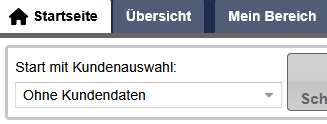 Startseite Übersicht Mein Bereich
Start mit Kundenauswahl:
Ohne Kundendaten